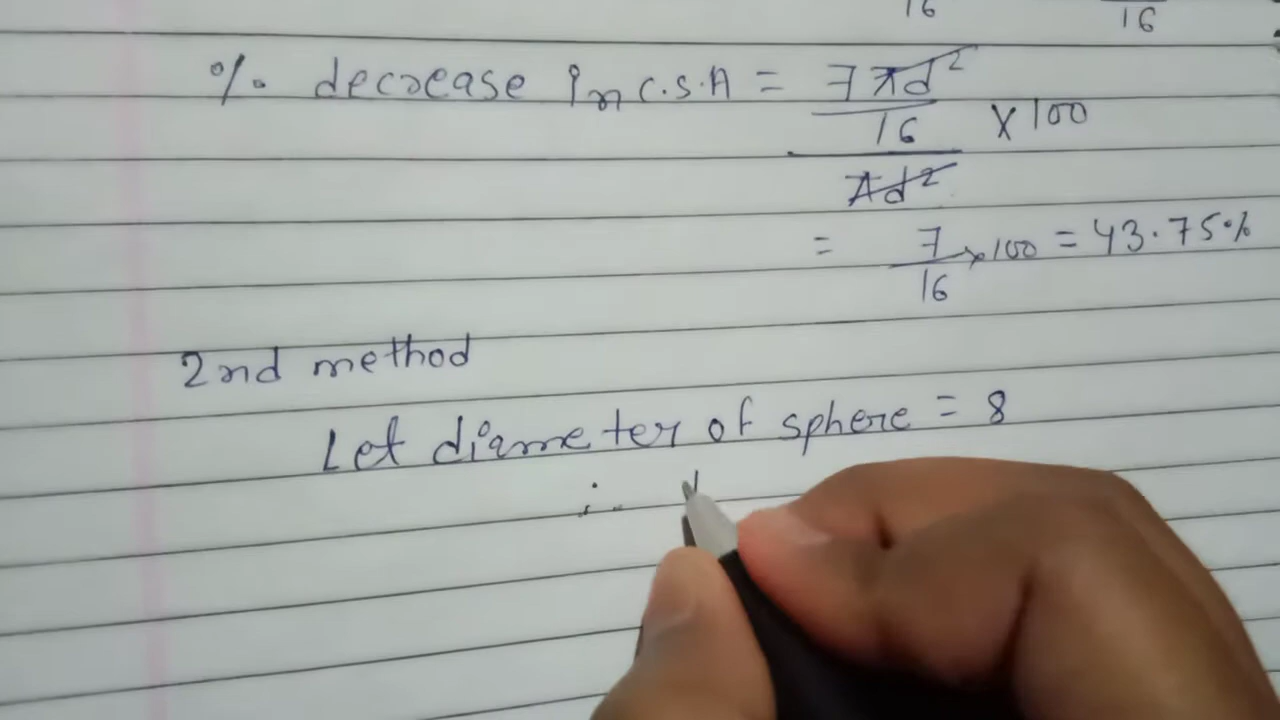 16 16
% decrease in C.S.A = 7πd²
16 × 100
πd²
= 7/16 × 100 = 43.75%
2nd method
Let diameter of sphere = 8
∴